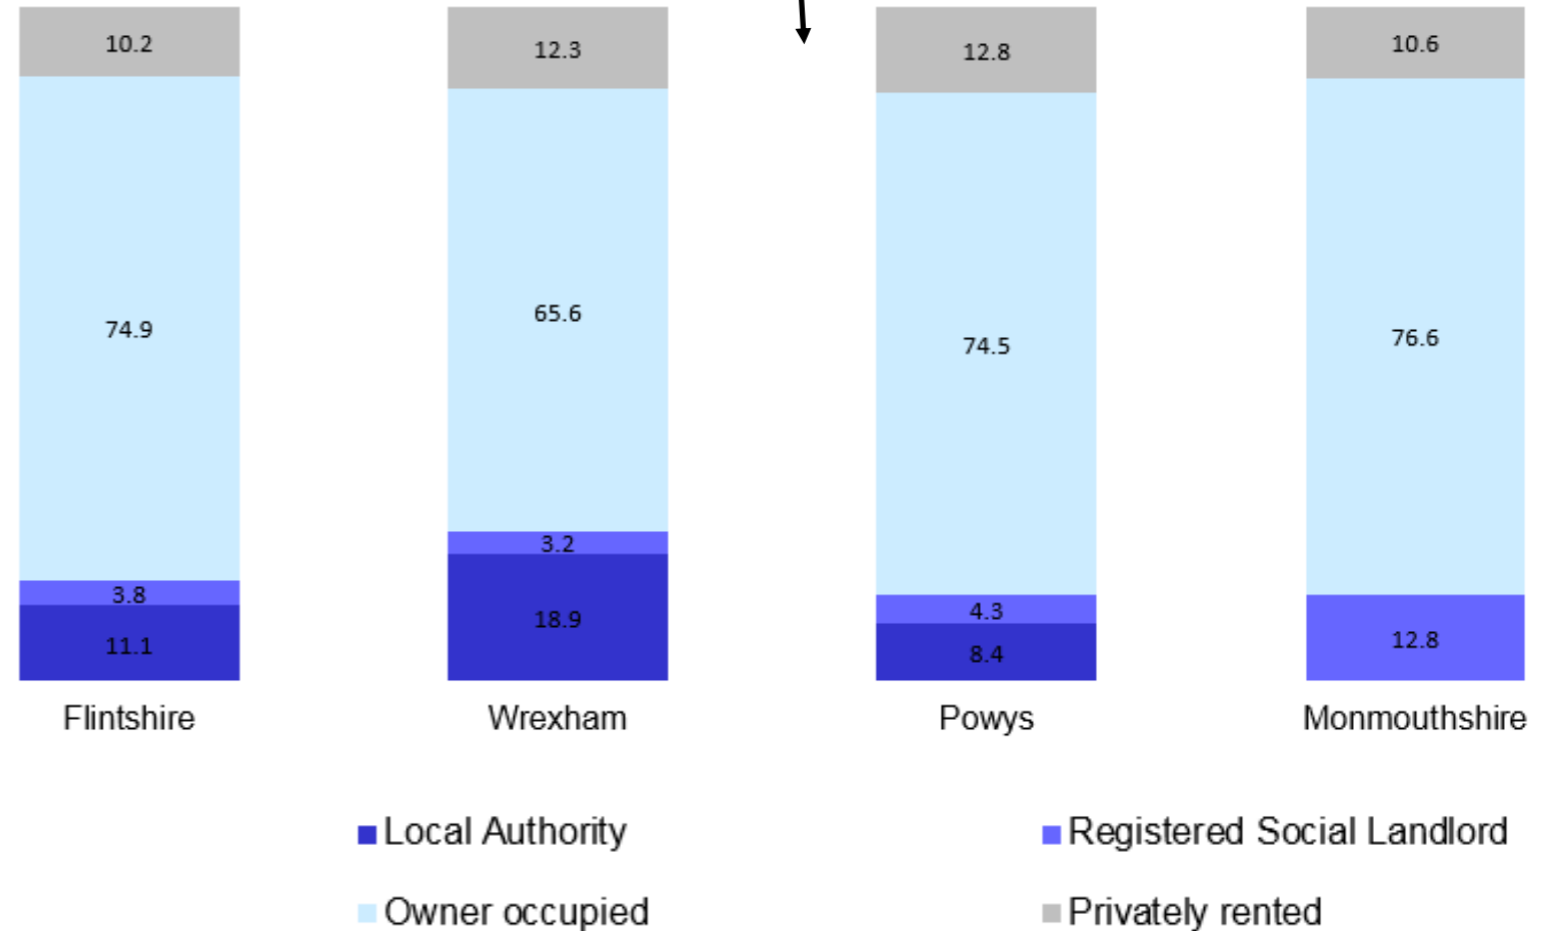 10.2 12.3 12.8 10.6
74.9 65.6 74.5 76.6
3.8 3.2 4.3 12.8
11.1 18.9 8.4
Flintshire Wrexham Powys Monmouthshire
Local Authority Registered Social Landlord
Owner occupied Privately rented